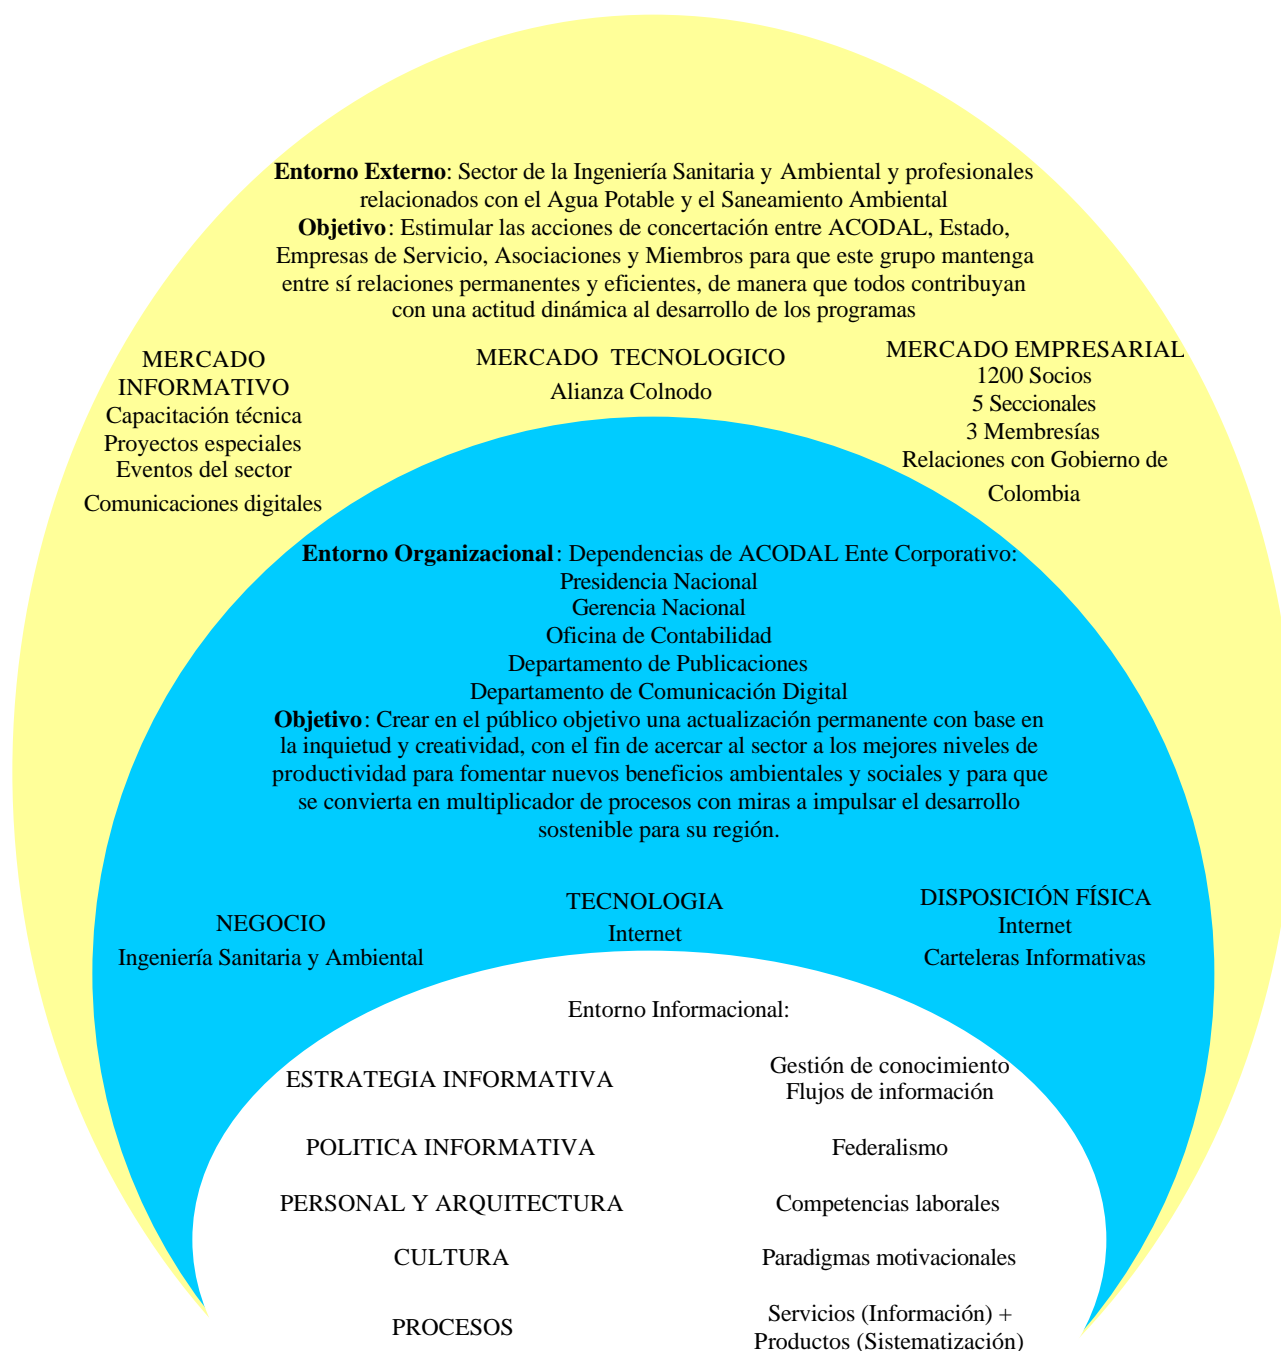 Entorno Externo: Sector de la Ingeniería Sanitaria y Ambiental y profesionales
relacionados con el Agua Potable y el Saneamiento Ambiental
Objetivo: Estimular las acciones de concertación entre ACODAL, Estado,
Empresas de Servicio, Asociaciones y Miembros para que este grupo mantenga
entre sí relaciones permanentes y eficientes, de manera que todos contribuyan
con una actitud dinámica al desarrollo de los programas
MERCADO
INFORMATIVO
Capacitación técnica
Proyectos especiales
Eventos del sector
Comunicaciones digitales
MERCADO TECNOLOGICO
Alianza Colnodo
MERCADO EMPRESARIAL
1200 Socios
5 Seccionales
3 Membresías
Relaciones con Gobierno de
Colombia
Entorno Organizacional: Dependencias de ACODAL Ente Corporativo:
Presidencia Nacional
Gerencia Nacional
Oficina de Contabilidad
Departamento de Publicaciones
Departamento de Comunicación Digital
Objetivo: Crear en el público objetivo una actualización permanente con base en
la inquietud y creatividad, con el fin de acercar al sector a los mejores niveles de
productividad para fomentar nuevos beneficios ambientales y sociales y para que
se convierta en multiplicador de procesos con miras a impulsar el desarrollo
sostenible para su región.
NEGOCIO
Ingeniería Sanitaria y Ambiental
TECNOLOGIA
Internet
DISPOSICIÓN FÍSICA
Internet
Carteleras Informativas
Entorno Informacional:
ESTRATEGIA INFORMATIVA
Gestión de conocimiento
Flujos de información
POLITICA INFORMATIVA
Federalismo
PERSONAL Y ARQUITECTURA
Competencias laborales
CULTURA
Paradigmas motivacionales
PROCESOS
Servicios (Información) +
Productos (Sistematización)